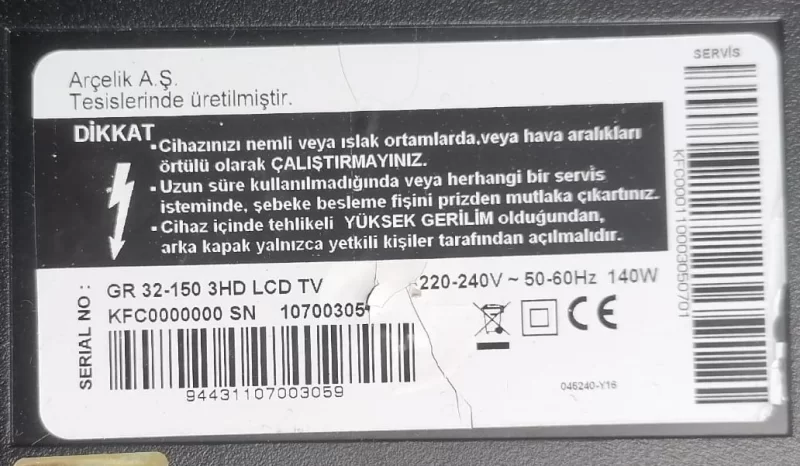 Arçelik A.Ş.
Tesislerinde üretilmiştir.
DİKKAT
▪ Cihazınızı nemli veya ıslak ortamlarda,veya hava aralıkları
örtülü olarak ÇALIŞTIRMAYINIZ.
▪ Uzun süre kullanılmadığında veya herhangi bir servis
isteminde, şebeke besleme fişini prizden mutlaka çıkartınız.
▪ Cihaz içinde tehlikeli YÜKSEK GERİLİM olduğundan,
arka kapak yalnızca yetkili kişiler tarafından açılmalıdır.
SERIAL NO :
GR 32-150 3HD LCD TV
220-240V ~ 50-60Hz 140W
KFC0000000 SN 10700305
94431107003059
CE
046240-Y16
SERVİS
KFC000110003050701